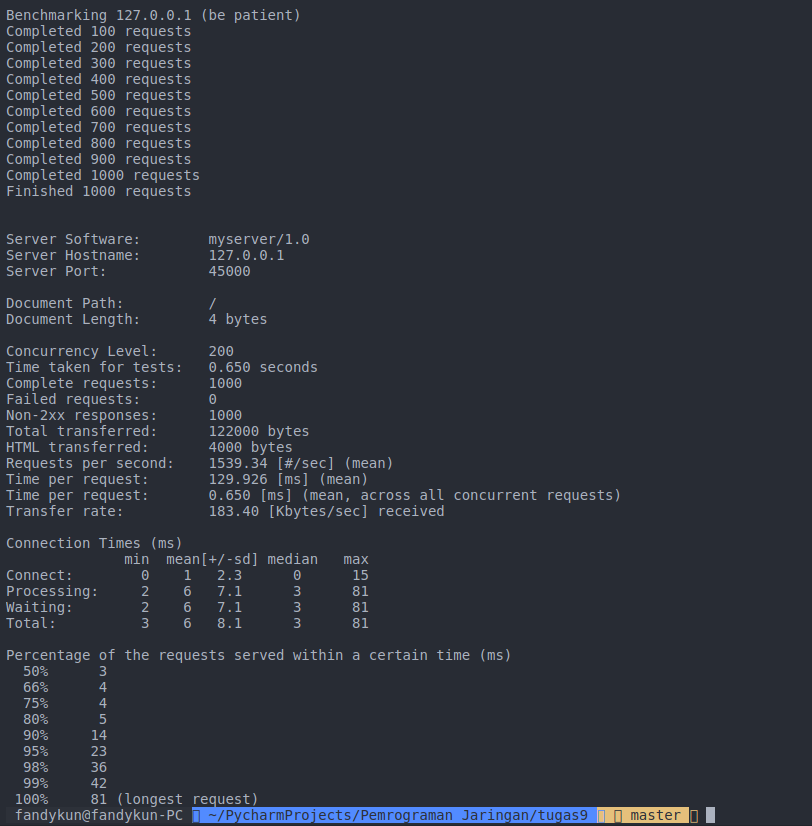 Benchmarking 127.0.0.1 (be patient)
Completed 100 requests
Completed 200 requests
Completed 300 requests
Completed 400 requests
Completed 500 requests
Completed 600 requests
Completed 700 requests
Completed 800 requests
Completed 900 requests
Completed 1000 requests
Finished 1000 requests
Server Software:        myserver/1.0
Server Hostname:        127.0.0.1
Server Port:            45000
Document Path:          /
Document Length:        4 bytes
Concurrency Level:      200
Time taken for tests:   0.650 seconds
Complete requests:      1000
Failed requests:        0
Non-2xx responses:      1000
Total transferred:      122000 bytes
HTML transferred:       4000 bytes
Requests per second:    1539.34 [#/sec] (mean)
Time per request:       129.926 [ms] (mean)
Time per request:       0.650 [ms] (mean, across all concurrent requests)
Transfer rate:          183.40 [Kbytes/sec] received
Connection Times (ms)
              min  mean[+/-sd] median   max
Connect:        0    1   2.3      0      15
Processing:     2    6   7.1      3      81
Waiting:        2    6   7.1      3      81
Total:          3    6   8.1      3      81
Percentage of the requests served within a certain time (ms)
  50%      3
  66%      4
  75%      4
  80%      5
  90%     14
  95%     23
  98%     36
  99%     42
 100%     81 (longest request)
fandykun@fandykun-PC ~/PycharmProjects/Pemrograman Jaringan/tugas9 master